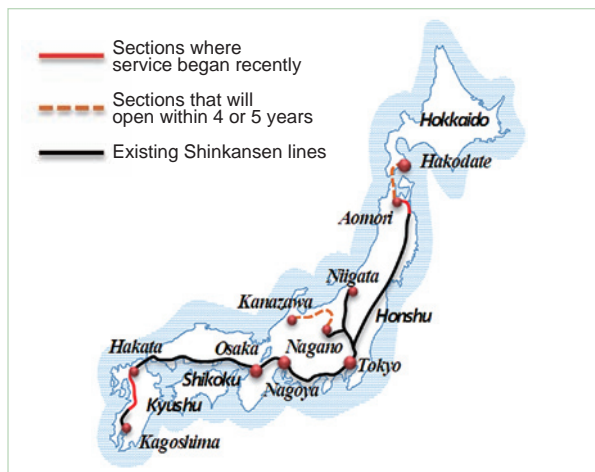 Sections where
service began recently
Sections that will
open within 4 or 5 years
Existing Shinkansen lines
Hokkaido
Hakodate
Aomori
Niigata
Kanazawa
Honshu
Hakata
Osaka
Nagano
Tokyo
Shikoku
Nagoya
Kyushu
Kagoshima